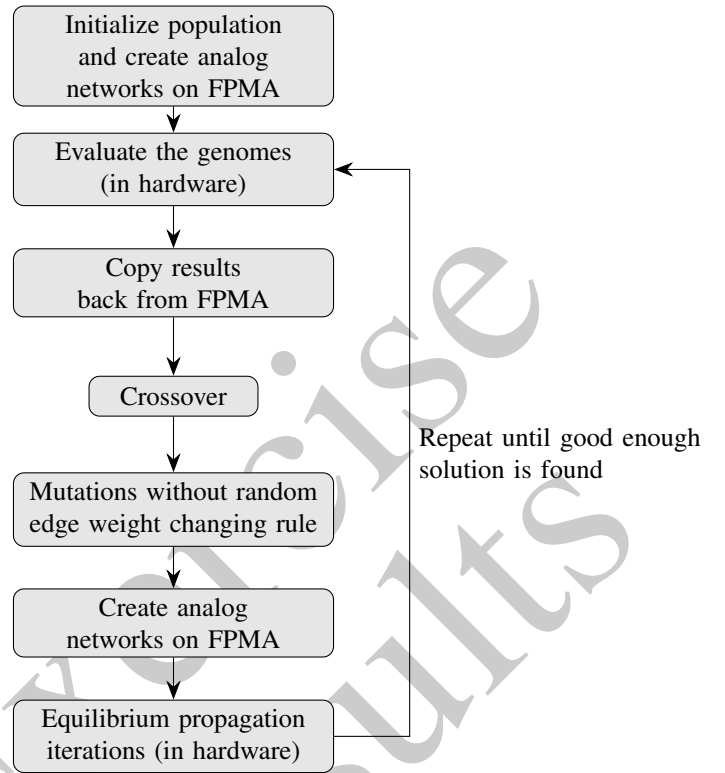 Initialize population
and create analog
networks on FPMA
Evaluate the genomes
(in hardware)
Copy results
back from FPMA
Crossover
Mutations without random
edge weight changing rule
Create analog
networks on FPMA
Equilibrium propagation
iterations (in hardware)
Repeat until good enough
solution is found